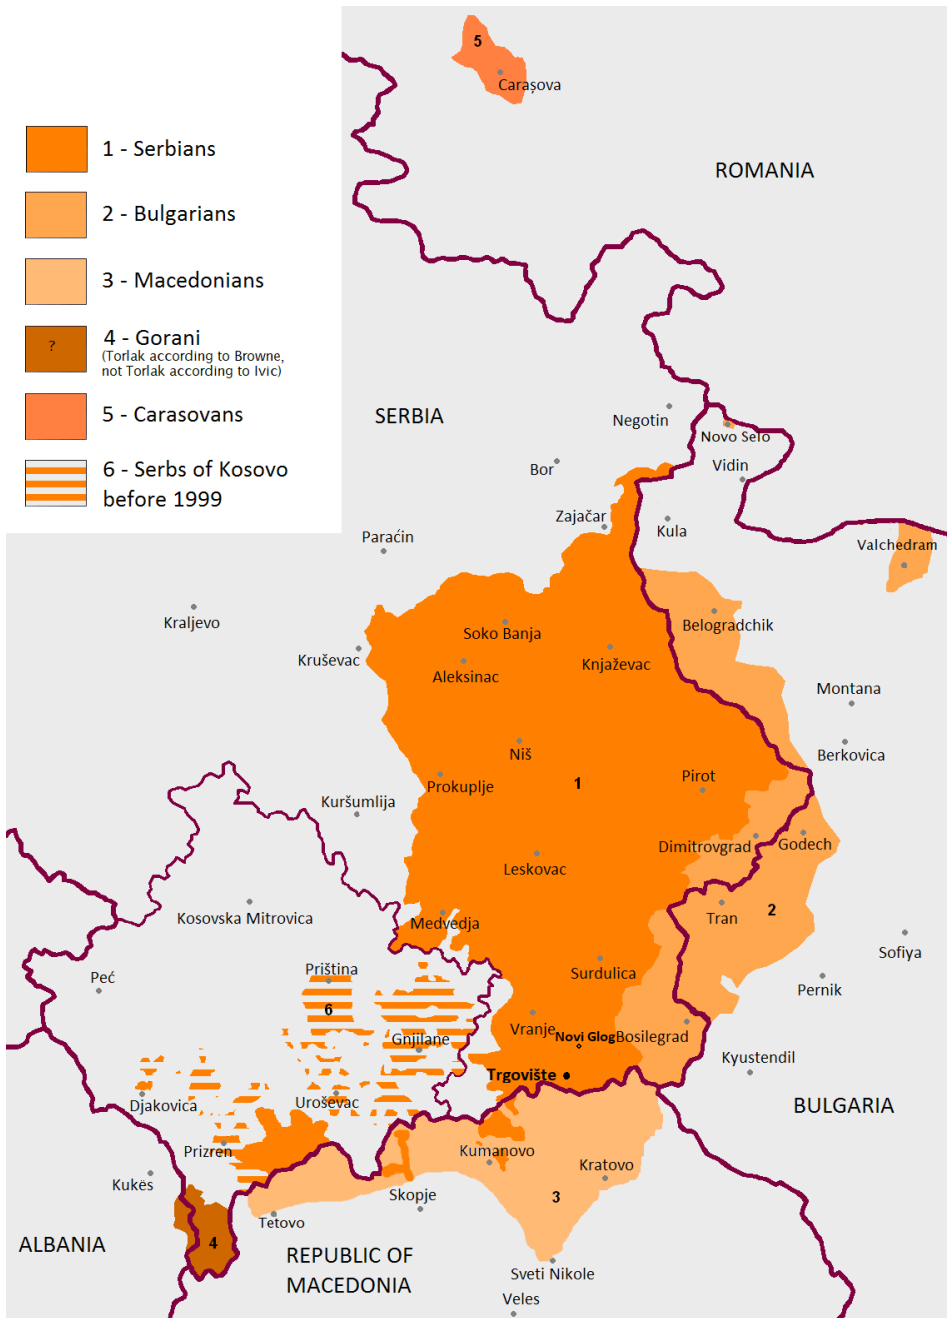 5
Carașova
ROMANIA
1 - Serbians
2 - Bulgarians
3 - Macedonians
4 - Gorani
?
(Torlak according to Browne,
not Torlak according to Ivic)
5 - Carasovans
6 - Serbs of Kosovo
before 1999
SERBIA
Negotin
Novo Selo
Bor
Vidin
Zajačar
Kula
Paraćin
Valchedram
Kraljevo
Soko Banja
Belogradchik
Kruševac
Knjaževac
Aleksinac
Montana
Niš
Berkovica
Pirot
1
Prokuplje
Kuršumlija
Dimitrovgrad
Godech
Leskovac
Kosovska Mitrovica
Medvedja
Tran
2
Sofiya
Peć
Priština
Surdulica
Pernik
6
Vranje
Novi Glog
Bosilegrad
Gnjilane
Kyustendil
Trgovište
Djakovica
Uroševac
BULGARIA
Prizren
Kumanovo
Kratovo
Kukës
Skopje
3
Tetovo
ALBANIA
4
REPUBLIC OF
MACEDONIA
Sveti Nikole
Veles